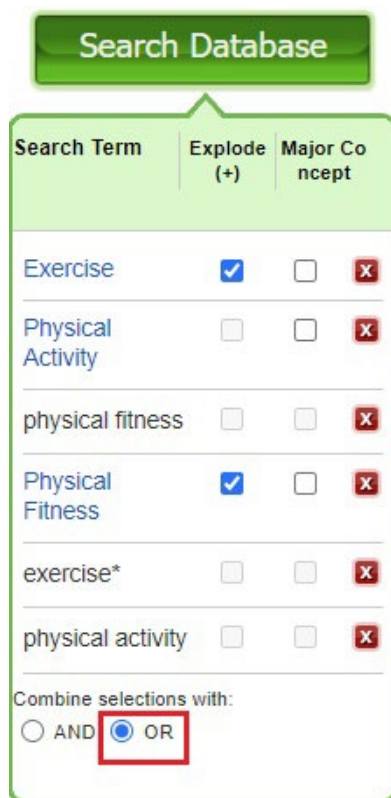 Search Database
Search Term Explode Major Co
(+) ncept
Exercise
Physical
Activity
physical fitness
Physical
Fitness
exercise*
physical activity
Combine selections with:
AND OR